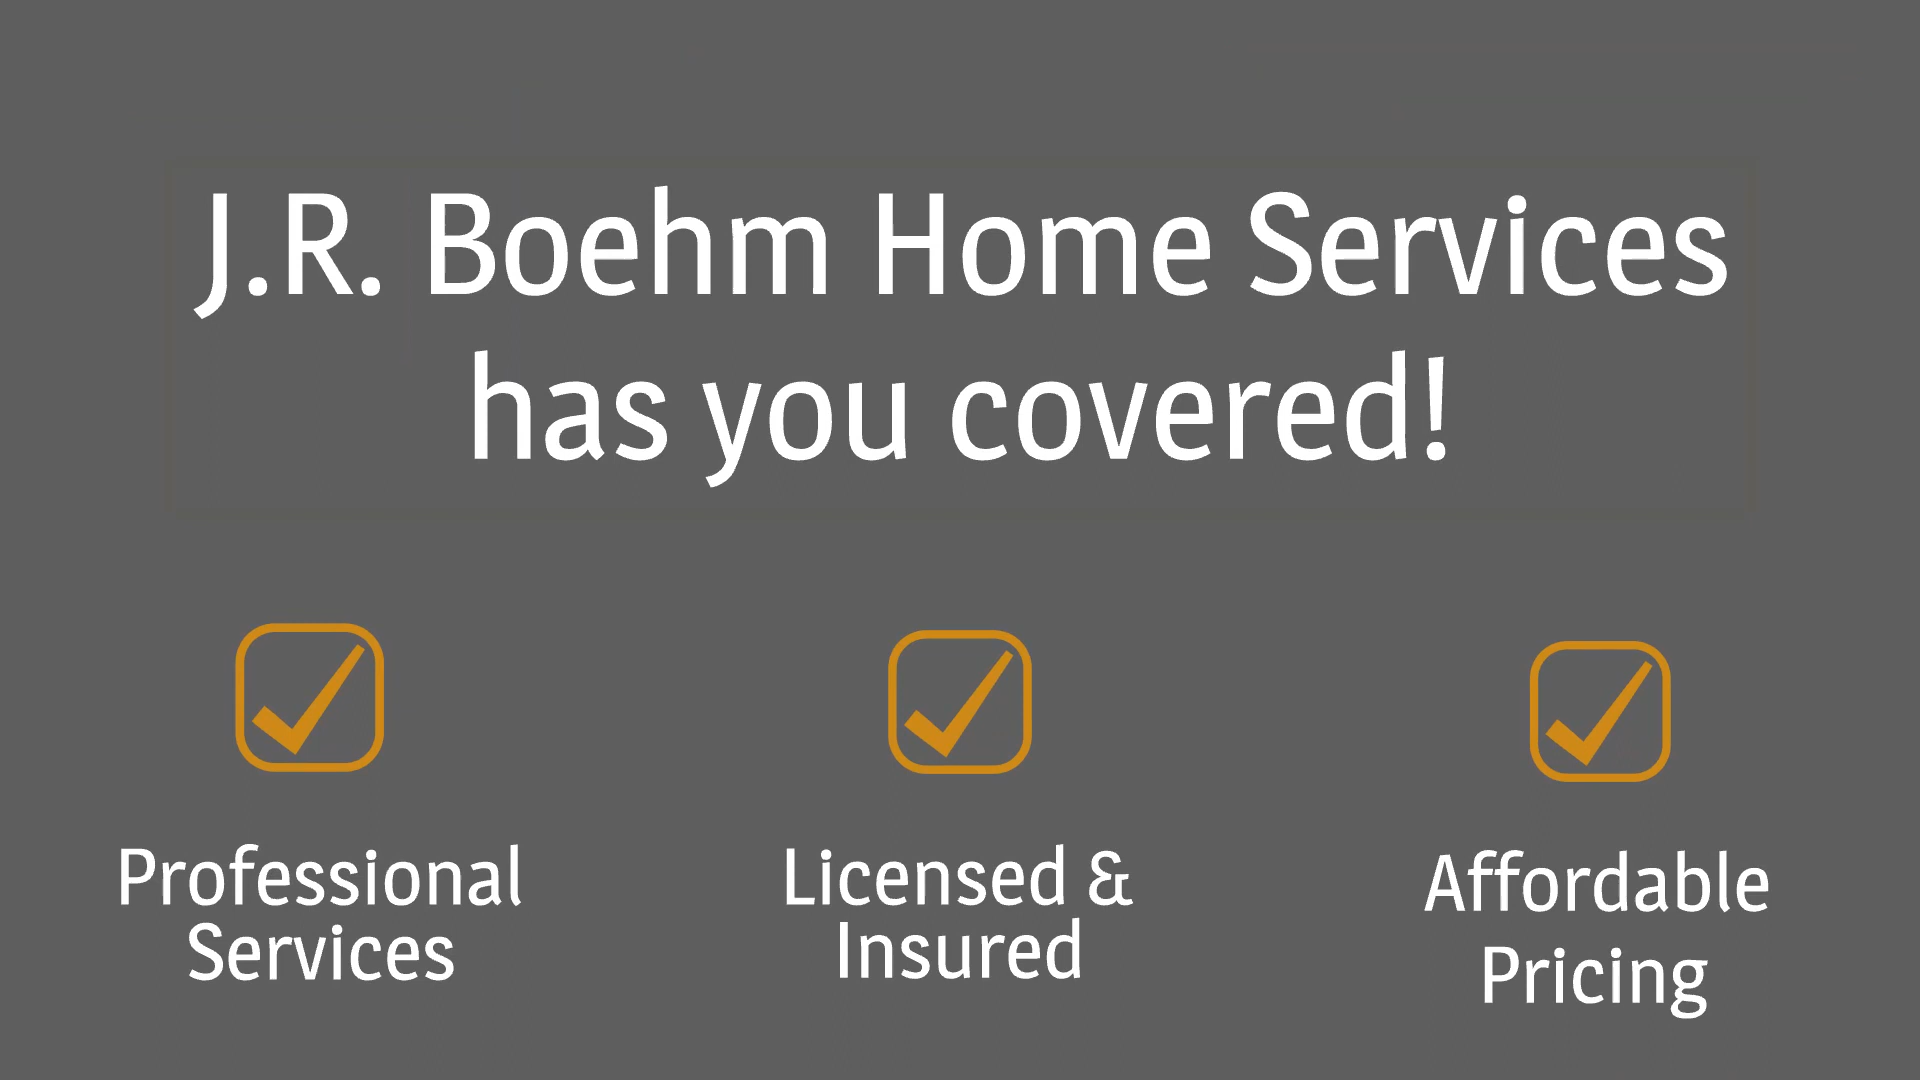 J.R. Boehm Home Services
has you covered!
Professional
Services
Licensed &
Insured
Affordable
Pricing